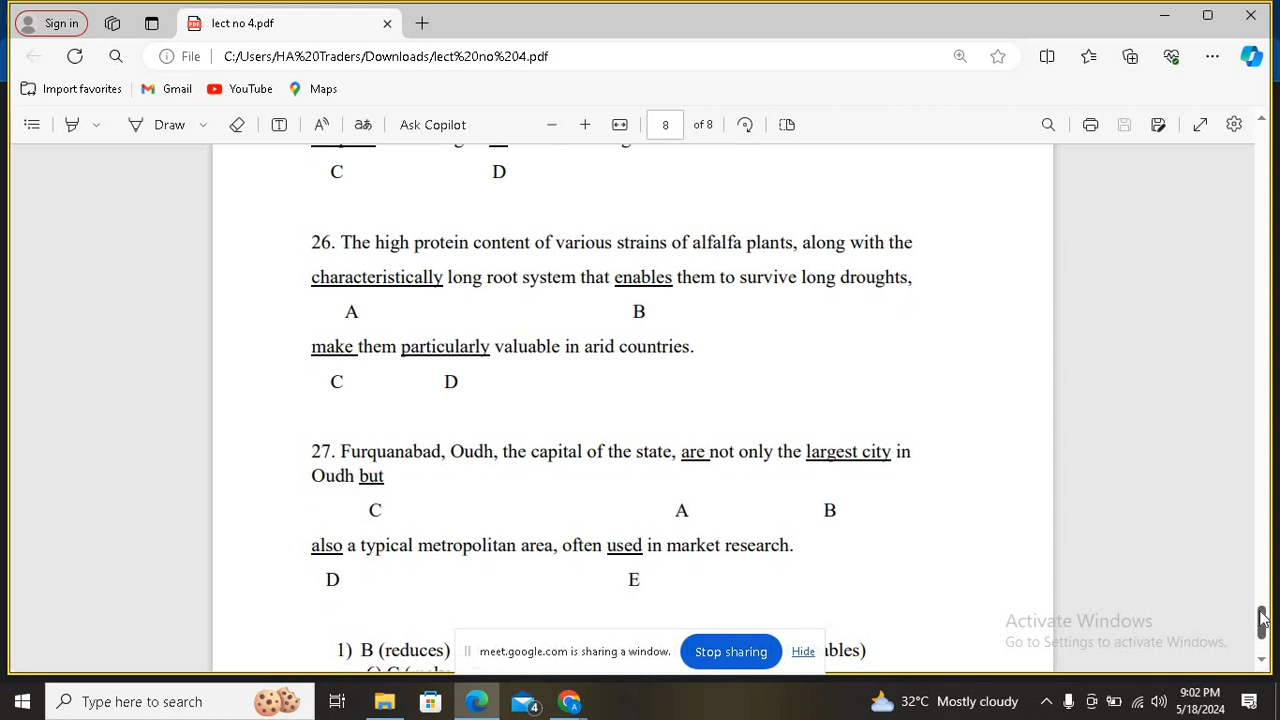 Sign in
lect no 4.pdf
File C:/Users/HA%20Traders/Downloads/lect%20no%204.pdf
Import favorites Gmail YouTube Maps
Draw Ask Copilot 8 of 8
C D
26. The high protein content of various strains of alfalfa plants, along with the
characteristically long root system that enables them to survive long droughts,
A B
make them particularly valuable in arid countries.
C D
27. Furquanabad, Oudh, the capital of the state, are not only the largest city in
Oudh but
C A B
also a typical metropolitan area, often used in market research.
D E
Activate Windows
Go to Settings to activate Windows.
1) B (reduces) ables)
meet.google.com is sharing a window. Stop sharing Hide
Type here to search 4 32°C Mostly cloudy 9:02 PM
5/18/2024